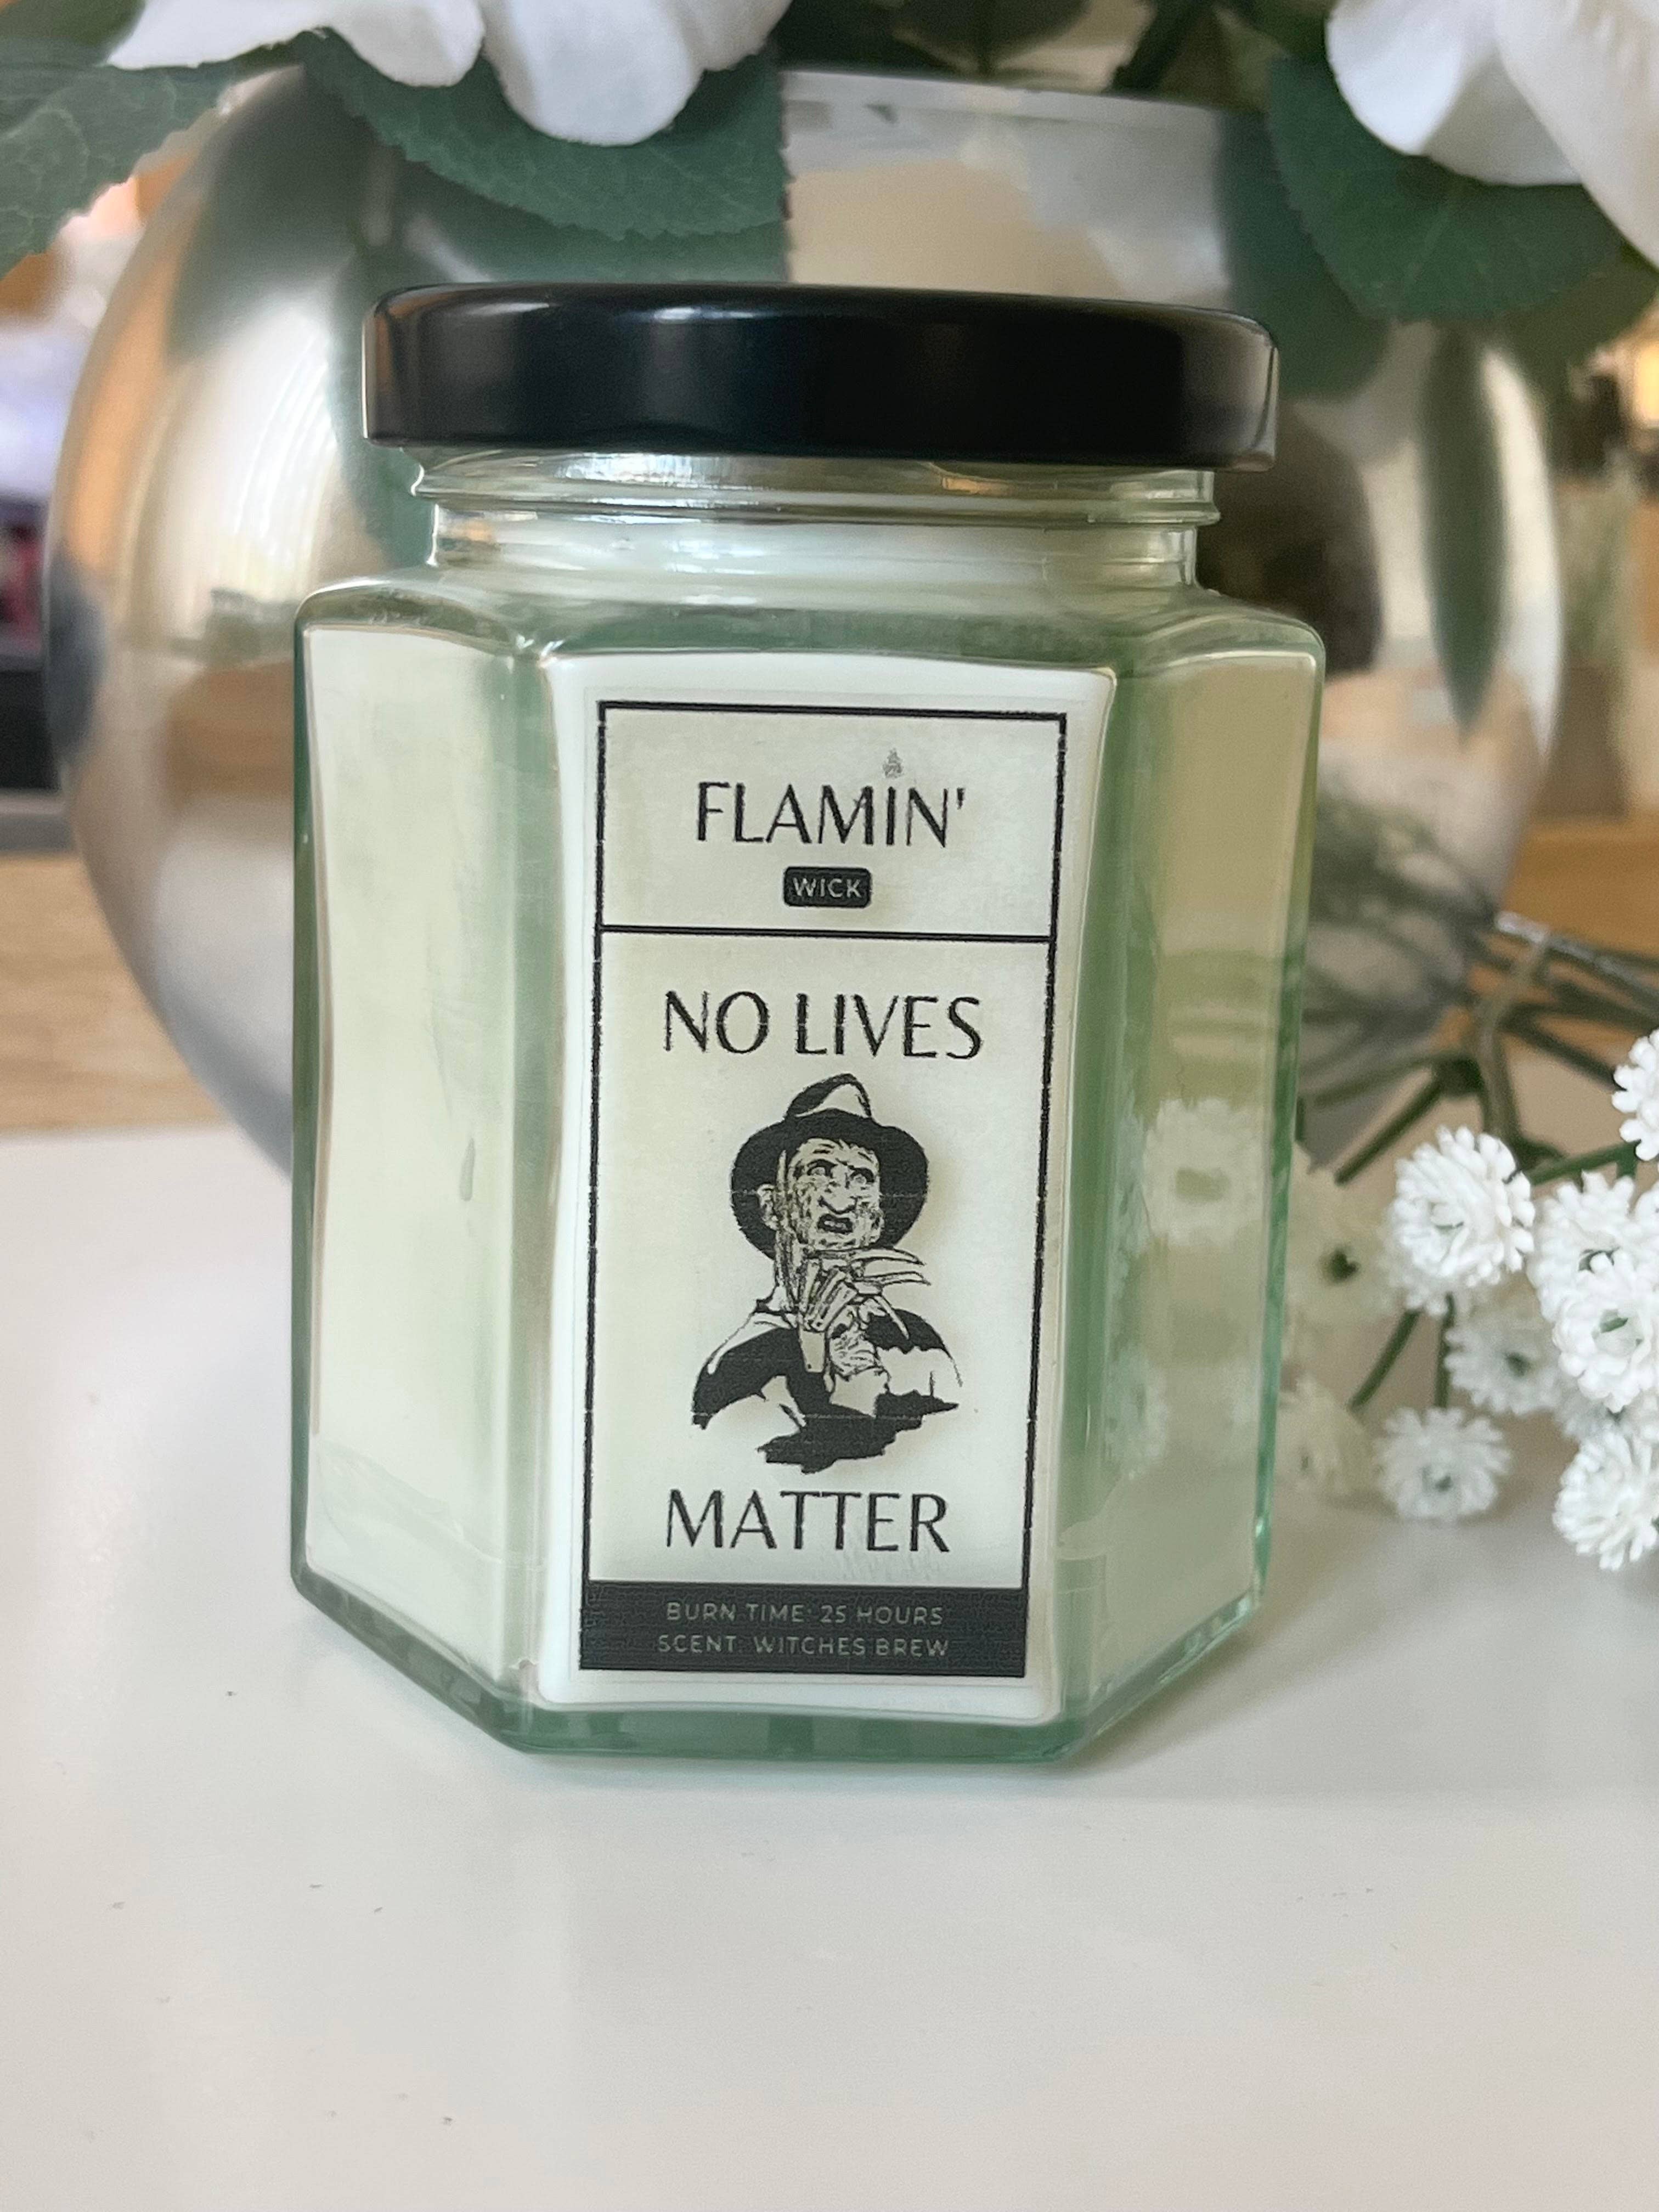 FLAMIN'
WICK
NO LIVES
MATTER
BURN TIME: 25 HOURS
SCENT: WITCHES BREW